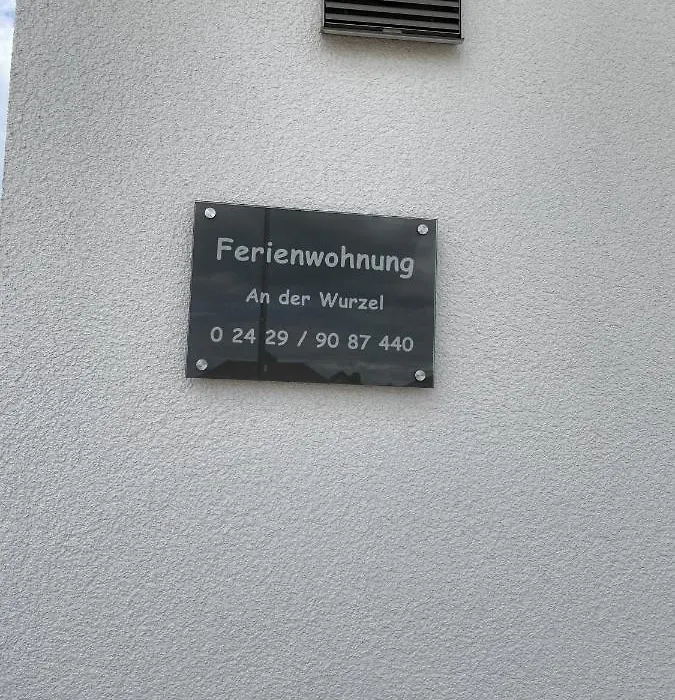 Ferienwohnung
An der Wurzel
0 24 29 / 90 87 440